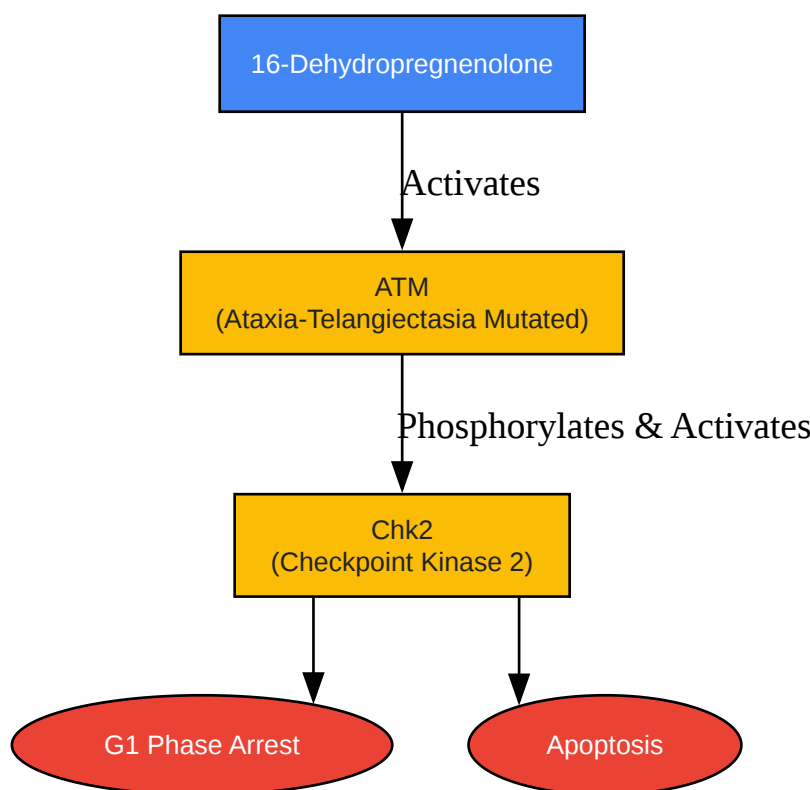 16-Dehydropregnenolone
Activates
ATM
(Ataxia-Telangiectasia Mutated)
Phosphorylates & Activates
Chk2
(Checkpoint Kinase 2)
G1 Phase Arrest
Apoptosis